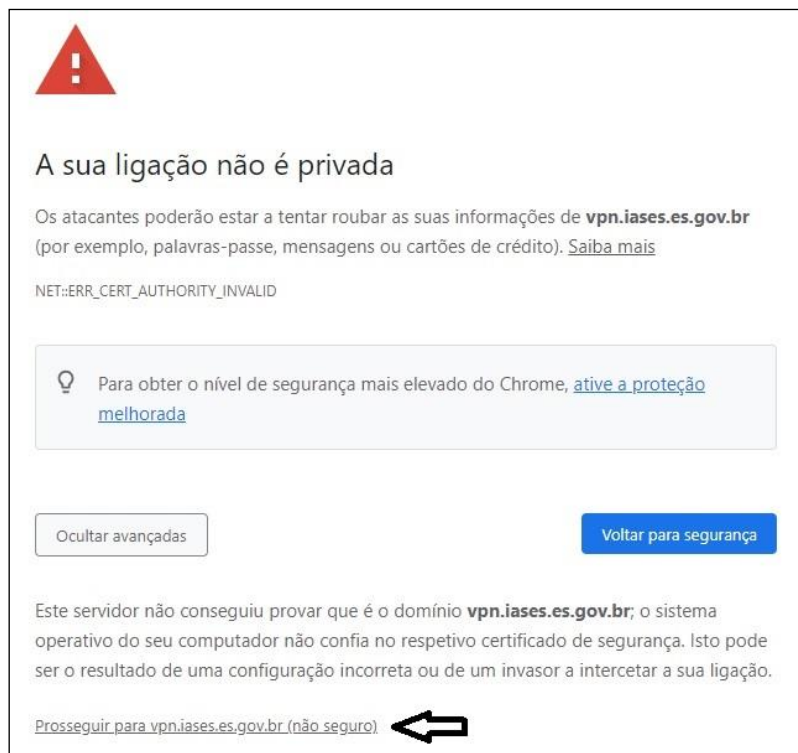 A sua ligação não é privada
Os atacantes poderão estar a tentar roubar as suas informações de vpn.iases.es.gov.br
(por exemplo, palavras-passe, mensagens ou cartões de crédito). Saiba mais
NET::ERR_CERT_AUTHORITY_INVALID
Para obter o nível de segurança mais elevado do Chrome, ative a proteção
melhorada
Ocultar avançadas
Voltar para segurança
Este servidor não conseguiu provar que é o domínio vpn.iases.es.gov.br; o sistema
operativo do seu computador não confia no respetivo certificado de segurança. Isto pode
ser o resultado de uma configuração incorreta ou de um invasor a intercetar a sua ligação.
Prosseguir para vpn.iases.es.gov.br (não seguro)